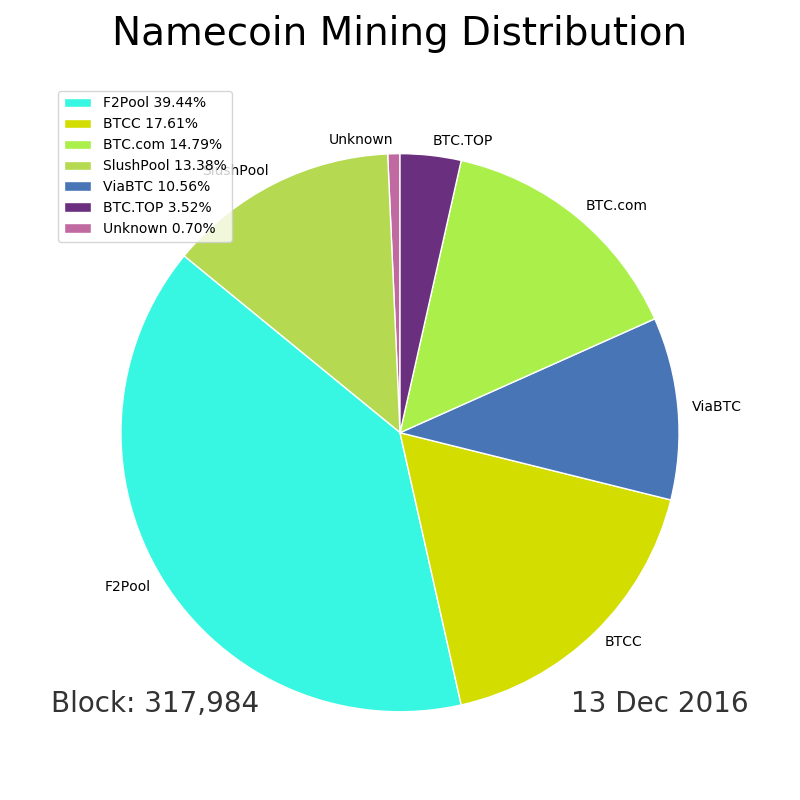 Namecoin Mining Distribution
F2Pool 39.44%
BTCC 17.61%
BTC.com 14.79%
SlushPool 13.38%
ViaBTC 10.56%
BTC.TOP 3.52%
Unknown 0.70%
Unknown
BTC.TOP
SlushPool
BTC.com
ViaBTC
F2Pool
BTCC
Block: 317,984
13 Dec 2016